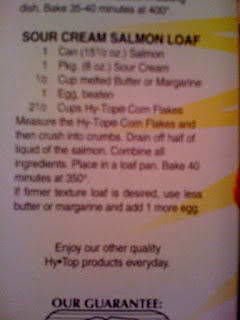 dish. Bake 35-40 minutes at 400°.
SOUR CREAM SALMON LOAF
1 Can (15½ oz.) Salmon
1 Pkg. (8 oz.) Sour Cream
½ Cup melted Butter or Margarine
1 Egg, beaten
2½ Cups Hy-Tope Corn Flakes
Measure the Hy-Tope Corn Flakes and
then crush into crumbs. Drain off half of
liquid of the salmon. Combine all
ingredients. Place in a loaf pan. Bake 40
minutes at 350°.
If firmer texture loaf is desired, use less
butter or margarine and add 1 more egg.
Enjoy our other quality
Hy•Top products everyday.
OUR GUARANTEE: